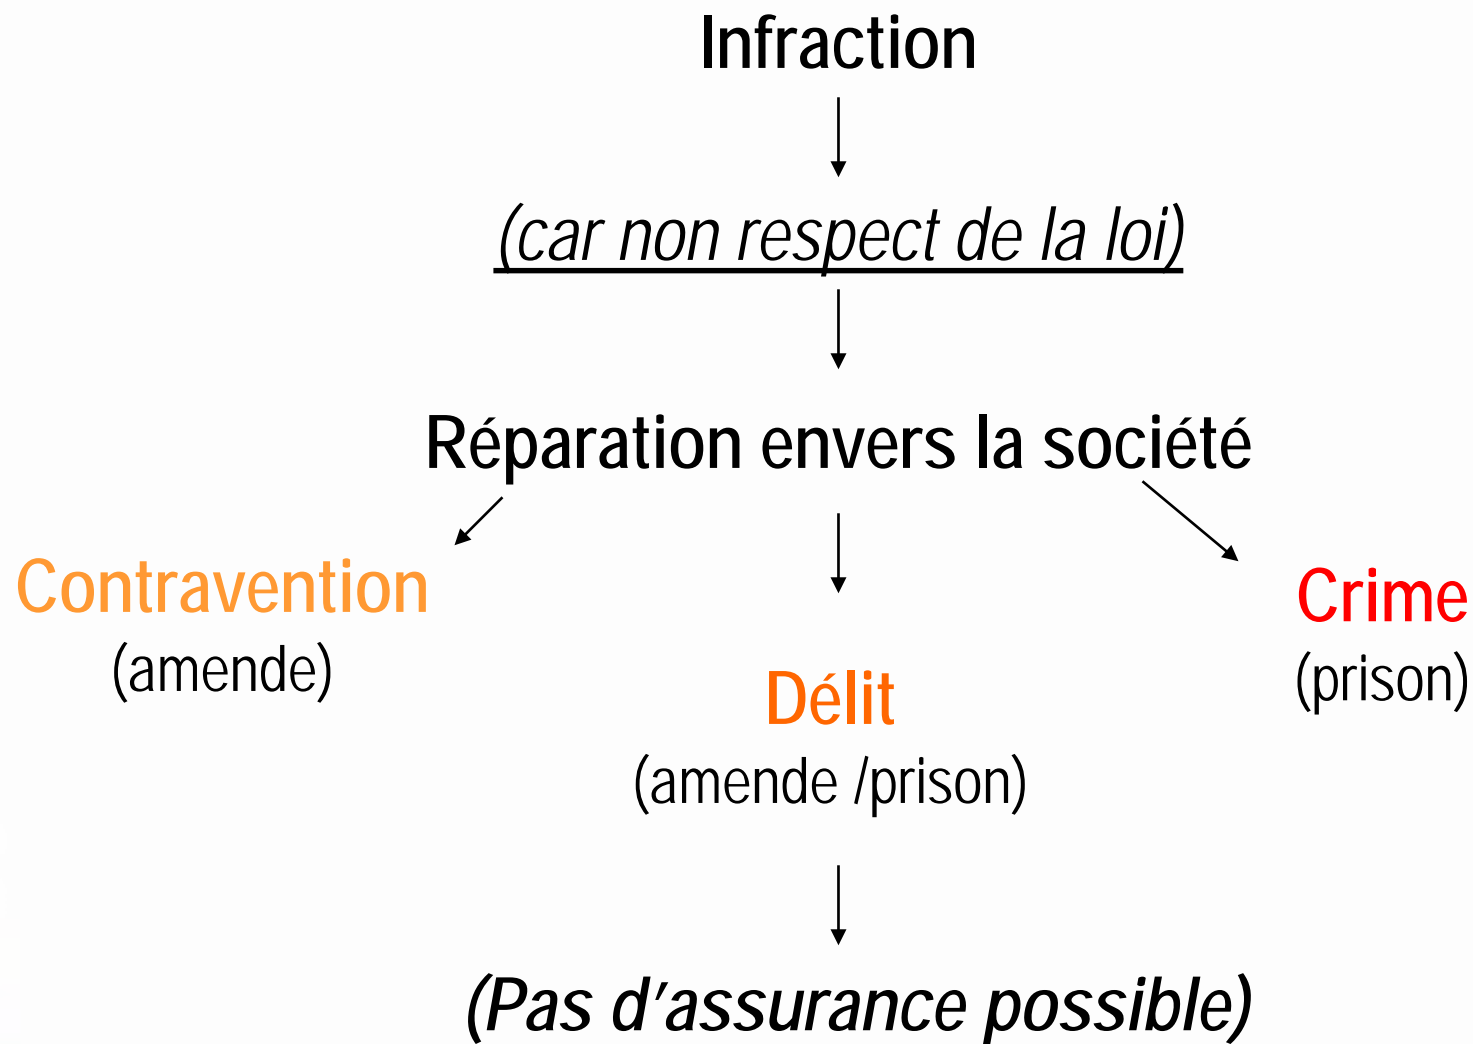 Infraction
(car non respect de la loi)
Réparation envers la société
Contravention
(amende)
Délit
(amende /prison)
Crime
(prison)
(Pas d'assurance possible)